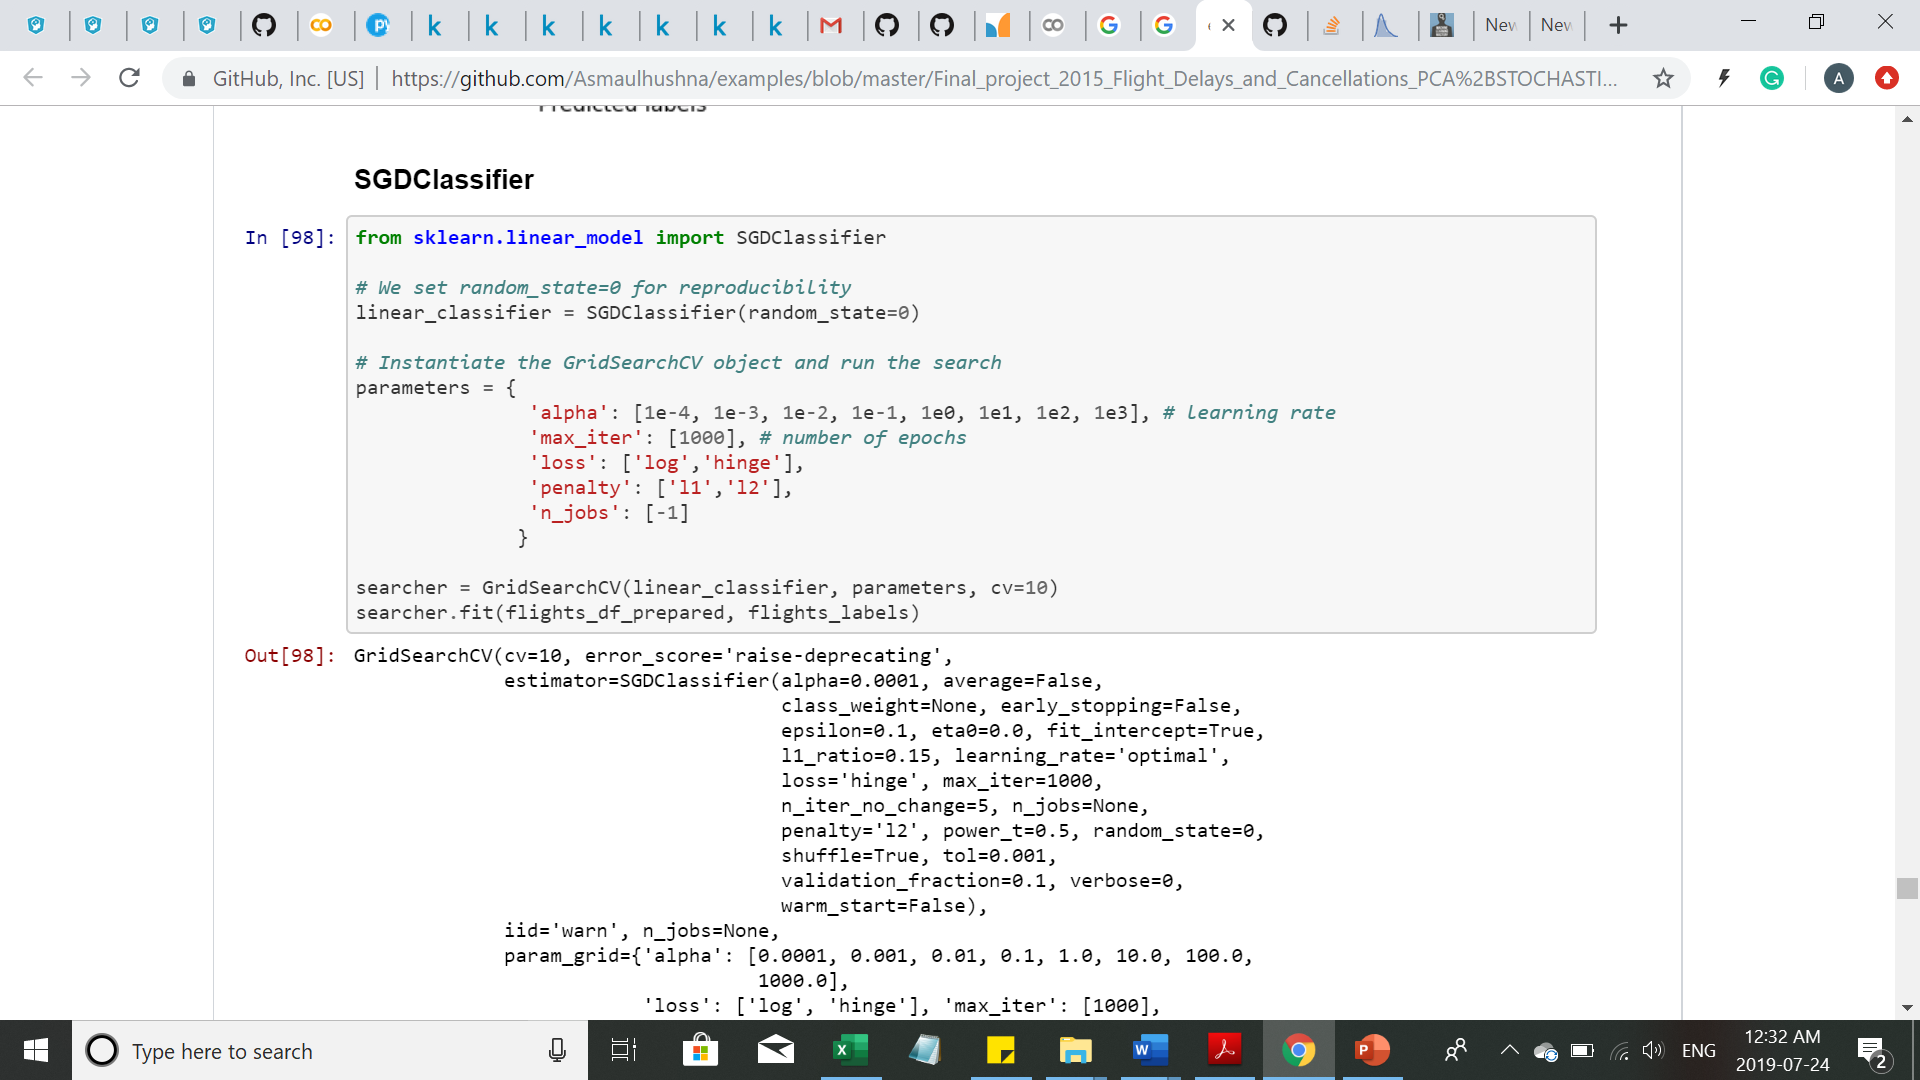 New
New
GitHub, Inc. [US]
https://github.com/Asmaulhushna/examples/blob/master/Final_project_2015_Flight_Delays_and_Cancellations_PCA%2BSTOCHASTI...
A
Predicted labels
SGDClassifier
In [98]:
from sklearn.linear_model import SGDClassifier
# We set random_state=0 for reproducibility
linear_classifier = SGDClassifier(random_state=0)
# Instantiate the GridSearchCV object and run the search
parameters = {
'alpha': [1e-4, 1e-3, 1e-2, 1e-1, 1e0, 1e1, 1e2, 1e3], # learning rate
'max_iter': [1000], # number of epochs
'loss': ['log','hinge'],
'penalty': ['l1','l2'],
'n_jobs': [-1]
}
searcher = GridSearchCV(linear_classifier, parameters, cv=10)
searcher.fit(flights_df_prepared, flights_labels)
Out[98]:
GridSearchCV(cv=10, error_score='raise-deprecating',
estimator=SGDClassifier(alpha=0.0001, average=False,
class_weight=None, early_stopping=False,
epsilon=0.1, eta0=0.0, fit_intercept=True,
l1_ratio=0.15, learning_rate='optimal',
loss='hinge', max_iter=1000,
n_iter_no_change=5, n_jobs=None,
penalty='l2', power_t=0.5, random_state=0,
shuffle=True, tol=0.001,
validation_fraction=0.1, verbose=0,
warm_start=False),
iid='warn', n_jobs=None,
param_grid={'alpha': [0.0001, 0.001, 0.01, 0.1, 1.0, 10.0, 100.0,
1000.0],
'loss': ['log', 'hinge'], 'max_iter': [1000],
Type here to search
ENG
12:32 AM
2019-07-24
2